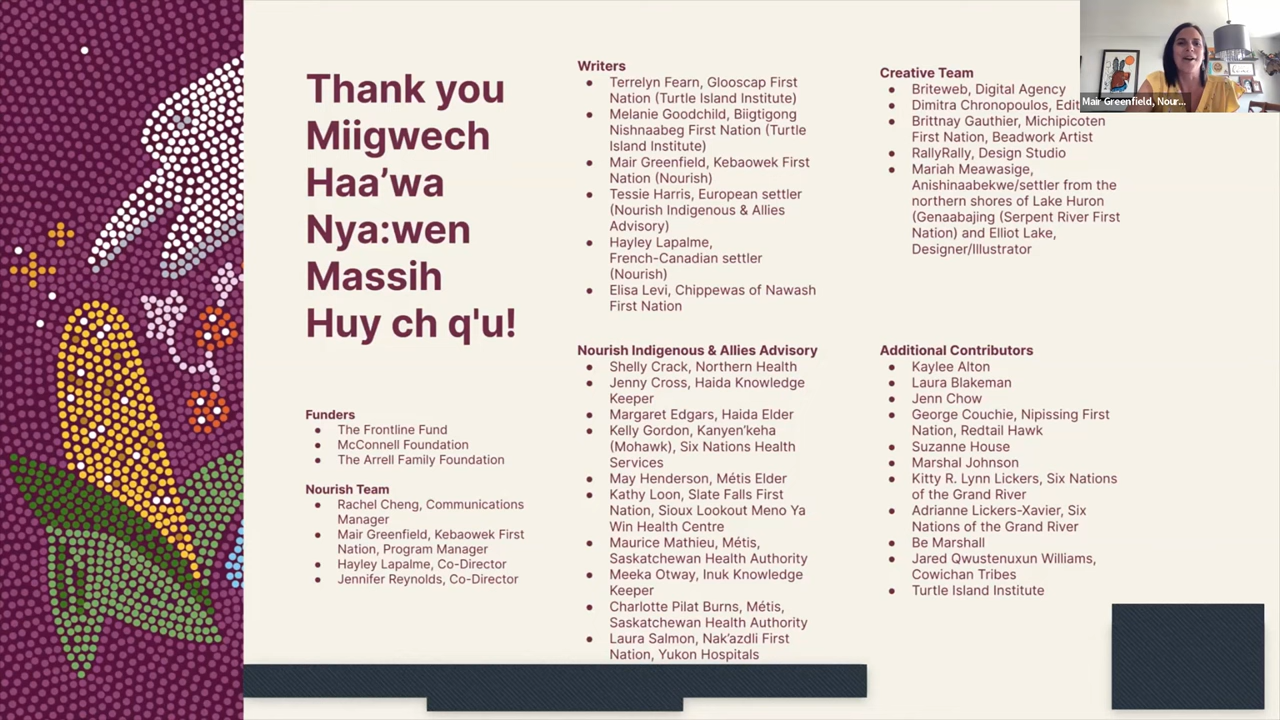 Thank you
Miigwech
Haa’wa
Nya:wen
Massih
Huy ch q'u!
Funders
● The Frontline Fund
● McConnell Foundation
● The Arrell Family Foundation
Nourish Team
● Rachel Cheng, Communications
Manager
● Mair Greenfield, Kebaowek First
Nation, Program Manager
● Hayley Lapalme, Co-Director
● Jennifer Reynolds, Co-Director
Writers
● Terrelyn Fearn, Glooscap First
Nation (Turtle Island Institute)
● Melanie Goodchild, Biigtigong
Nishnaabeg First Nation (Turtle
Island Institute)
● Mair Greenfield, Kebaowek First
Nation (Nourish)
● Tessie Harris, European settler
(Nourish Indigenous & Allies
Advisory)
● Hayley Lapalme,
French-Canadian settler
(Nourish)
● Elisa Levi, Chippewas of Nawash
First Nation
Nourish Indigenous & Allies Advisory
● Shelly Crack, Northern Health
● Jenny Cross, Haida Knowledge
Keeper
● Margaret Edgars, Haida Elder
● Kelly Gordon, Kanyen’keha
(Mohawk), Six Nations Health
Services
● May Henderson, Métis Elder
● Kathy Loon, Slate Falls First
Nation, Sioux Lookout Meno Ya
Win Health Centre
● Maurice Mathieu, Métis,
Saskatchewan Health Authority
● Meeka Otway, Inuk Knowledge
Keeper
● Charlotte Pilat Burns, Métis,
Saskatchewan Health Authority
● Laura Salmon, Nak’azdli First
Nation, Yukon Hospitals
Creative Team
● Briteweb, Digital Agency
● Dimitra Chronopoulos, Edit
● Brittnay Gauthier, Michipicoten
First Nation, Beadwork Artist
● RallyRally, Design Studio
● Mariah Meawasige,
Anishinaabekwe/settler from the
northern shores of Lake Huron
(Genaabajing (Serpent River First
Nation) and Elliot Lake,
Designer/Illustrator
Additional Contributors
● Kaylee Alton
● Laura Blakeman
● Jenn Chow
● George Couchie, Nipissing First
Nation, Redtail Hawk
● Suzanne House
● Marshal Johnson
● Kitty R. Lynn Lickers, Six Nations
of the Grand River
● Adrianne Lickers-Xavier, Six
Nations of the Grand River
● Be Marshall
● Jared Qwustenuxun Williams,
Cowichan Tribes
● Turtle Island Institute
Mair Greenfield, Nour...